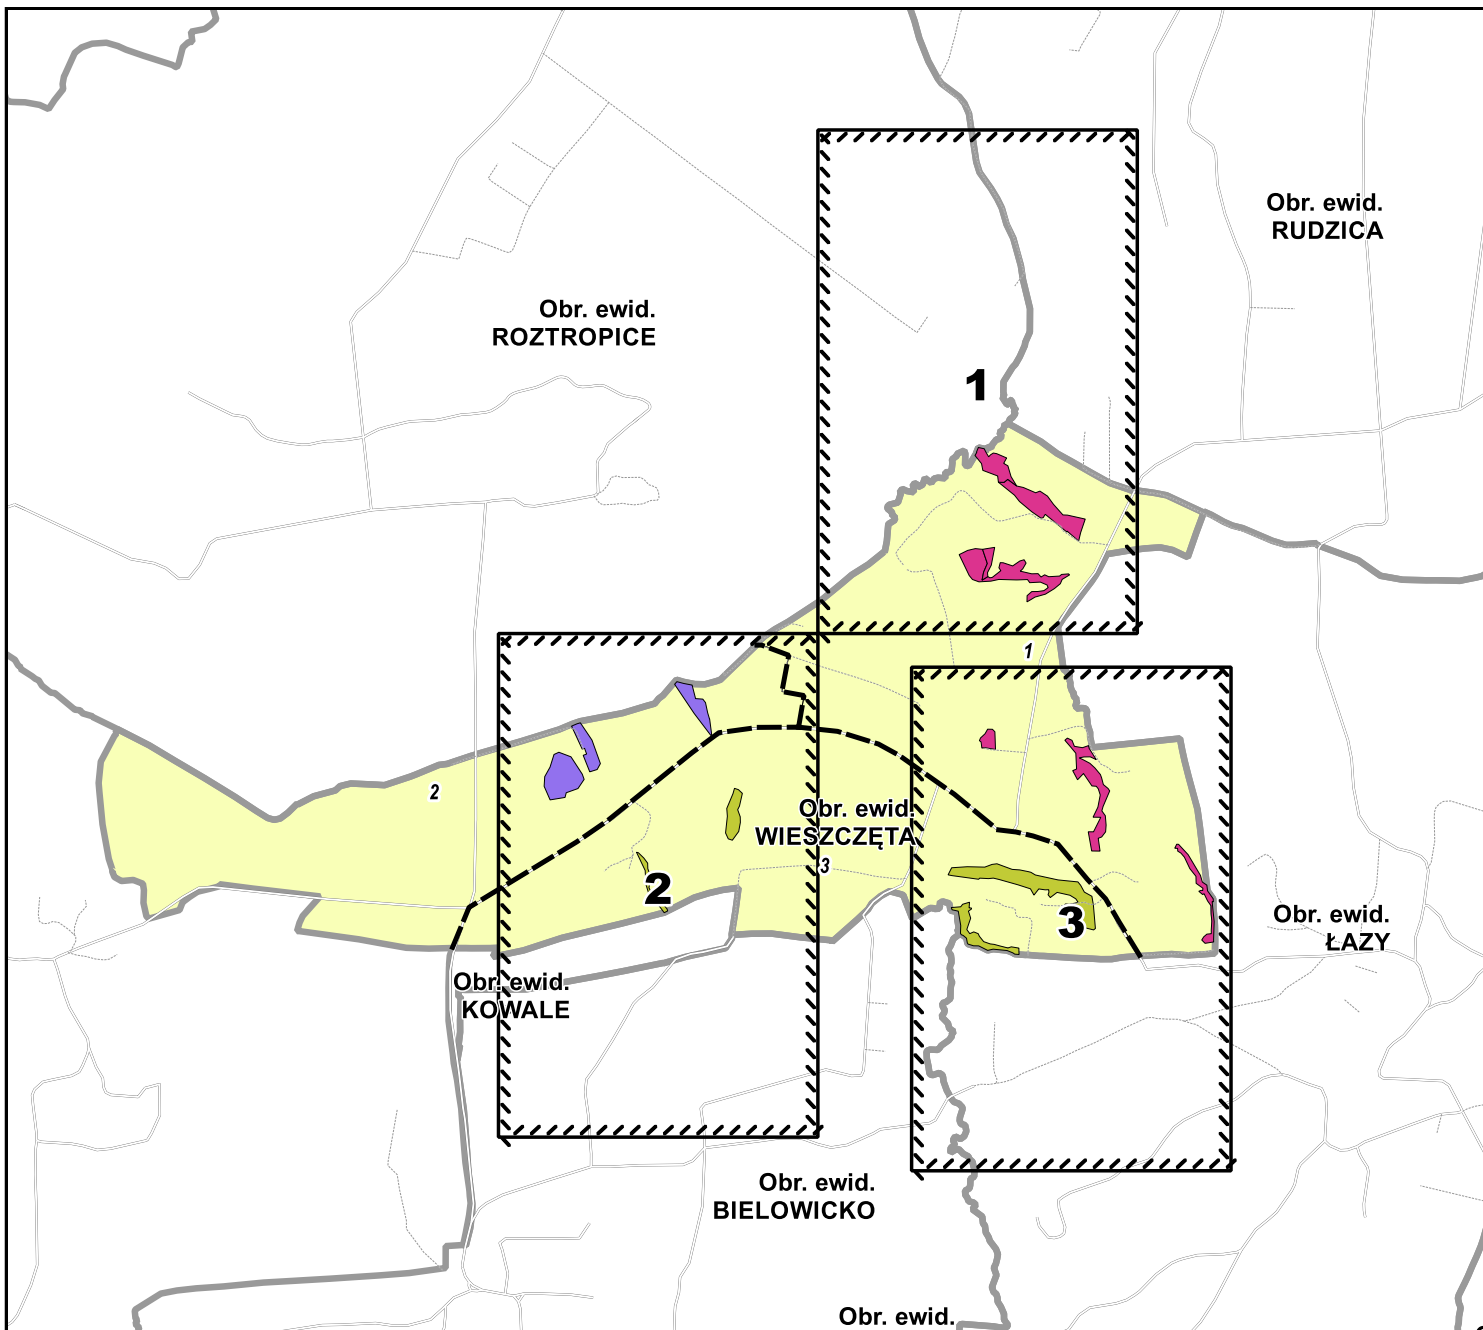 Obr. ewid.
RUDZICA
Obr. ewid.
ROZTROPICE
1
1
2
Obr. ewid.
WIESZCZĘTA
3
2
3
Obr. ewid.
ŁAZY
Obr. ewid.
KOWALE
Obr. ewid.
BIELOWICKO
Obr. ewid.